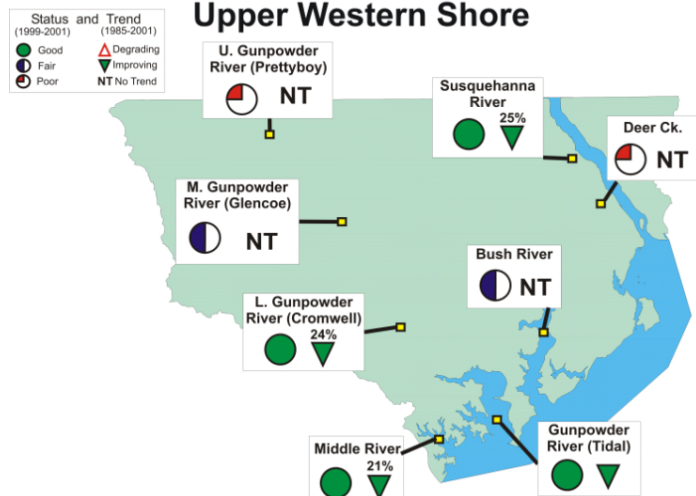 Upper Western Shore
Status and Trend
(1999-2001) (1985-2001)
Good Degrading
Fair Improving
Poor NT No Trend
U. Gunpowder
River (Prettyboy)
NT
Susquehanna
River
25%
Deer Ck.
NT
M. Gunpowder
River (Glencoe)
NT
Bush River
NT
L. Gunpowder
River (Cromwell)
24%
Middle River
21%
Gunpowder
River (Tidal)